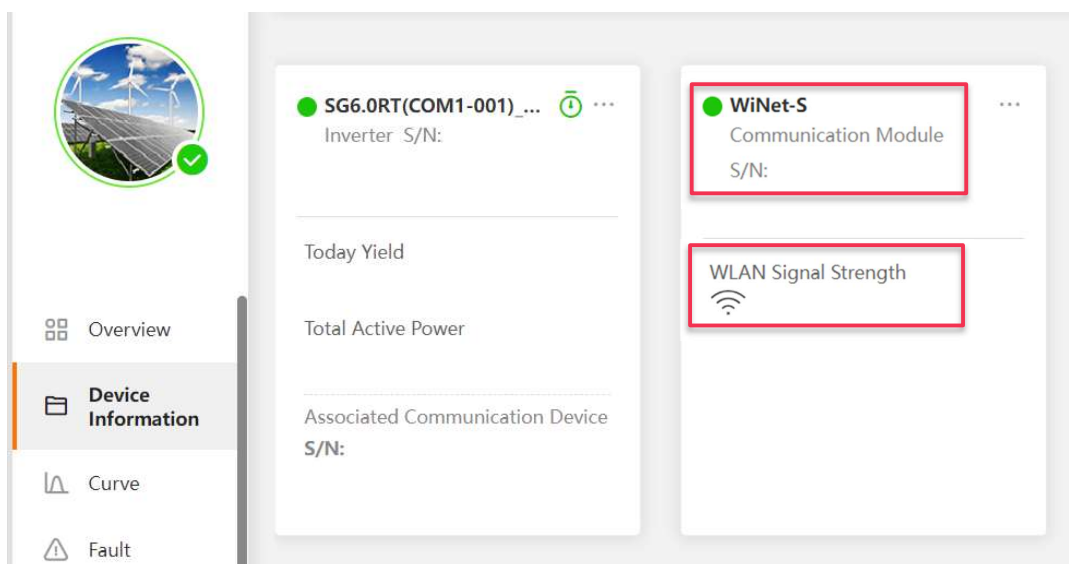 Overview
Device
Information
Curve
Fault
SG6.0RT(COM1-001)_...
Inverter S/N:
Today Yield
Total Active Power
Associated Communication Device
S/N:
WiNet-S
Communication Module
S/N:
WLAN Signal Strength